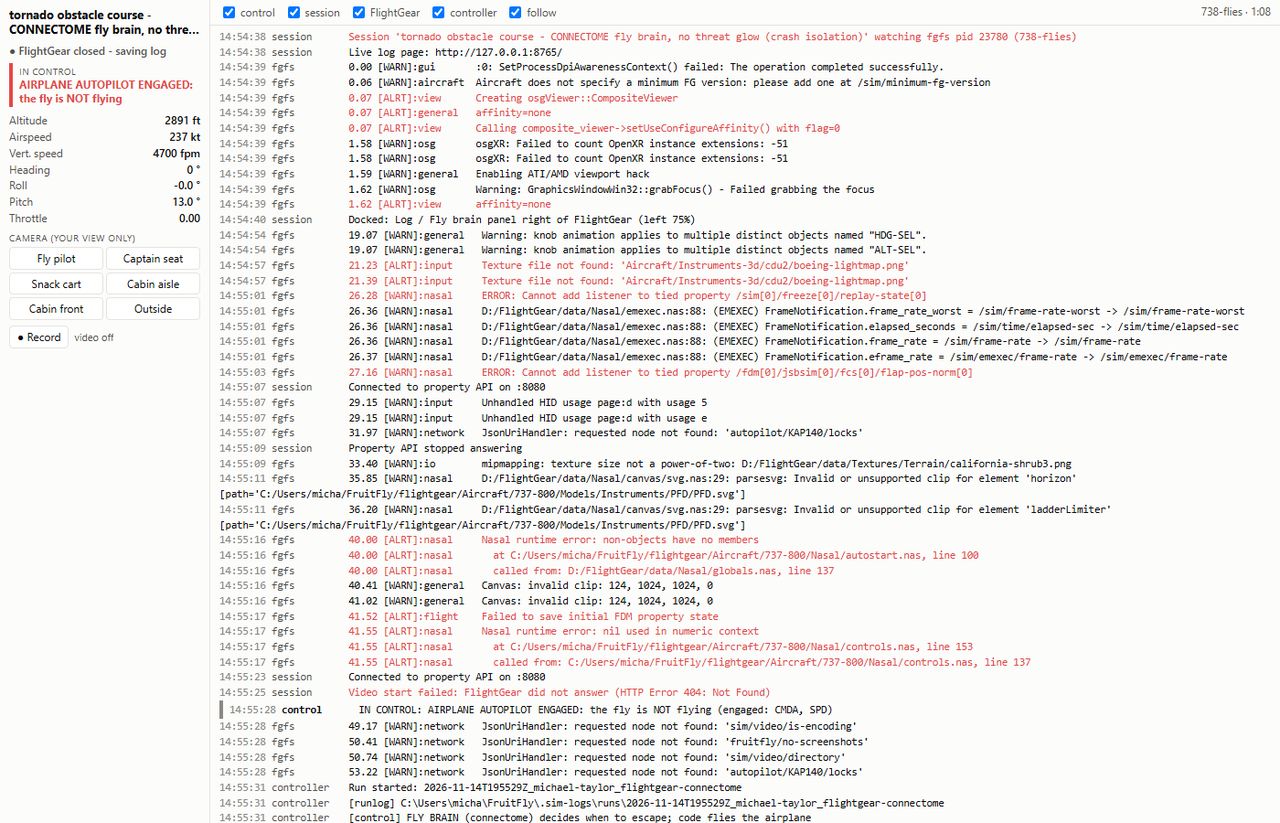 tornado obstacle course -
CONNECTOME fly brain, no thre...
● FlightGear closed - saving log
IN CONTROL
AIRPLANE AUTOPILOT ENGAGED:
the fly is NOT flying
Altitude 2891 ft
Airspeed 237 kt
Vert. speed 4700 fpm
Heading 0 °
Roll -0.0 °
Pitch 13.0 °
Throttle 0.00
CAMERA (YOUR VIEW ONLY)
Fly pilot Captain seat
Snack cart Cabin aisle
Cabin front Outside
● Record video off
control session FlightGear controller follow 738-flies · 1:08
14:54:38 session Session 'tornado obstacle course - CONNECTOME fly brain, no threat glow (crash isolation)' watching fgfs pid 23780 (738-flies)
14:54:38 session Live log page: http://127.0.0.1:8765/
14:54:39 fgfs 0.00 [WARN]:gui :0: SetProcessDpiAwarenessContext() failed: The operation completed successfully.
14:54:39 fgfs 0.06 [WARN]:aircraft Aircraft does not specify a minimum FG version: please add one at /sim/minimum-fg-version
14:54:39 fgfs 0.07 [ALRT]:view Creating osgViewer::CompositeViewer
14:54:39 fgfs 0.07 [ALRT]:general affinity=none
14:54:39 fgfs 0.07 [ALRT]:view Calling composite_viewer->setUseConfigureAffinity() with flag=0
14:54:39 fgfs 1.58 [WARN]:osg osgXR: Failed to count OpenXR instance extensions: -51
14:54:39 fgfs 1.58 [WARN]:osg osgXR: Failed to count OpenXR instance extensions: -51
14:54:39 fgfs 1.59 [WARN]:general Enabling ATI/AMD viewport hack
14:54:39 fgfs 1.62 [WARN]:osg Warning: GraphicsWindowWin32::grabFocus() - Failed grabbing the focus
14:54:39 fgfs 1.62 [ALRT]:view affinity=none
14:54:40 session Docked: Log / Fly brain panel right of FlightGear (left 75%)
14:54:54 fgfs 19.07 [WARN]:general Warning: knob animation applies to multiple distinct objects named "HDG-SEL".
14:54:54 fgfs 19.07 [WARN]:general Warning: knob animation applies to multiple distinct objects named "ALT-SEL".
14:54:57 fgfs 21.23 [ALRT]:input Texture file not found: 'Aircraft/Instruments-3d/cdu2/boeing-lightmap.png'
14:54:57 fgfs 21.39 [ALRT]:input Texture file not found: 'Aircraft/Instruments-3d/cdu2/boeing-lightmap.png'
14:55:01 fgfs 26.28 [WARN]:nasal ERROR: Cannot add listener to tied property /sim[0]/freeze[0]/replay-state[0]
14:55:01 fgfs 26.36 [WARN]:nasal D:/FlightGear/data/Nasal/emexec.nas:88: (EMEXEC) FrameNotification.frame_rate_worst = /sim/frame-rate-worst -> /sim/frame-rate-worst
14:55:01 fgfs 26.36 [WARN]:nasal D:/FlightGear/data/Nasal/emexec.nas:88: (EMEXEC) FrameNotification.elapsed_seconds = /sim/time/elapsed-sec -> /sim/time/elapsed-sec
14:55:01 fgfs 26.36 [WARN]:nasal D:/FlightGear/data/Nasal/emexec.nas:88: (EMEXEC) FrameNotification.frame_rate = /sim/frame-rate -> /sim/frame-rate
14:55:01 fgfs 26.37 [WARN]:nasal D:/FlightGear/data/Nasal/emexec.nas:88: (EMEXEC) FrameNotification.eframe_rate = /sim/emexec/frame-rate -> /sim/emexec/frame-rate
14:55:03 fgfs 27.16 [WARN]:nasal ERROR: Cannot add listener to tied property /fdm[0]/jsbsim[0]/fcs[0]/flap-pos-norm[0]
14:55:07 session Connected to property API on :8080
14:55:07 fgfs 29.15 [WARN]:input Unhandled HID usage page:d with usage 5
14:55:07 fgfs 29.15 [WARN]:input Unhandled HID usage page:d with usage e
14:55:07 fgfs 31.97 [WARN]:network JsonUriHandler: requested node not found: 'autopilot/KAP140/locks'
14:55:09 session Property API stopped answering
14:55:09 fgfs 33.40 [WARN]:io mipmapping: texture size not a power-of-two: D:/FlightGear/data/Textures/Terrain/california-shrub3.png
14:55:11 fgfs 35.85 [WARN]:nasal D:/FlightGear/data/Nasal/canvas/svg.nas:29: parsesvg: Invalid or unsupported clip for element 'horizon'
[path='C:/Users/micha/FruitFly/flightgear/Aircraft/737-800/Models/Instruments/PFD/PFD.svg']
14:55:11 fgfs 36.20 [WARN]:nasal D:/FlightGear/data/Nasal/canvas/svg.nas:29: parsesvg: Invalid or unsupported clip for element 'ladderLimiter'
[path='C:/Users/micha/FruitFly/flightgear/Aircraft/737-800/Models/Instruments/PFD/PFD.svg']
14:55:16 fgfs 40.00 [ALRT]:nasal Nasal runtime error: non-objects have no members
14:55:16 fgfs 40.00 [ALRT]:nasal at C:/Users/micha/FruitFly/flightgear/Aircraft/737-800/Nasal/autostart.nas, line 100
14:55:16 fgfs 40.00 [ALRT]:nasal called from: D:/FlightGear/data/Nasal/globals.nas, line 137
14:55:16 fgfs 40.41 [WARN]:general Canvas: invalid clip: 124, 1024, 1024, 0
14:55:16 fgfs 41.02 [WARN]:general Canvas: invalid clip: 124, 1024, 1024, 0
14:55:17 fgfs 41.52 [ALRT]:flight Failed to save initial FDM property state
14:55:17 fgfs 41.55 [ALRT]:nasal Nasal runtime error: nil used in numeric context
14:55:17 fgfs 41.55 [ALRT]:nasal at C:/Users/micha/FruitFly/flightgear/Aircraft/737-800/Nasal/controls.nas, line 153
14:55:17 fgfs 41.55 [ALRT]:nasal called from: C:/Users/micha/FruitFly/flightgear/Aircraft/737-800/Nasal/controls.nas, line 137
14:55:23 session Connected to property API on :8080
14:55:25 session Video start failed: FlightGear did not answer (HTTP Error 404: Not Found)
14:55:28 control IN CONTROL: AIRPLANE AUTOPILOT ENGAGED: the fly is NOT flying (engaged: CMDA, SPD)
14:55:28 fgfs 49.17 [WARN]:network JsonUriHandler: requested node not found: 'sim/video/is-encoding'
14:55:28 fgfs 50.41 [WARN]:network JsonUriHandler: requested node not found: 'fruitfly/no-screenshots'
14:55:28 fgfs 50.74 [WARN]:network JsonUriHandler: requested node not found: 'sim/video/directory'
14:55:28 fgfs 53.22 [WARN]:network JsonUriHandler: requested node not found: 'autopilot/KAP140/locks'
14:55:31 controller Run started: 2026-11-14T195529Z_michael-taylor_flightgear-connectome
14:55:31 controller [runlog] C:\Users\micha\FruitFly\.sim-logs\runs\2026-11-14T195529Z_michael-taylor_flightgear-connectome
14:55:31 controller [control] FLY BRAIN (connectome) decides when to escape; code flies the airplane